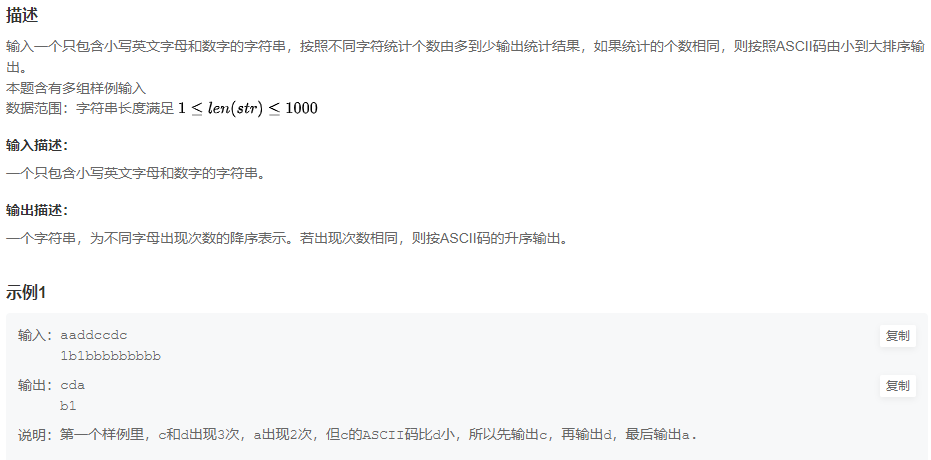 描述
输入一个只包含小写英文字母和数字的字符串，按照不同字符统计个数由多到少输出统计结果，如果统计的个数相同，则按照ASCII码由小到大排序输
出。
本题含有多组样例输入
数据范围：字符串长度满足 1 ≤ len(str) ≤ 1000
输入描述：
一个只包含小写英文字母和数字的字符串。
输出描述：
一个字符串，为不同字母出现次数的降序表示。若出现次数相同，则按ASCII码的升序输出。
示例1
输入：aaddccdc 复制
1b1bbbbbbbbb
输出：cda 复制
b1
说明：第一个样例里，c和d出现3次，a出现2次，但c的ASCII码比d小，所以先输出c，再输出d，最后输出a.